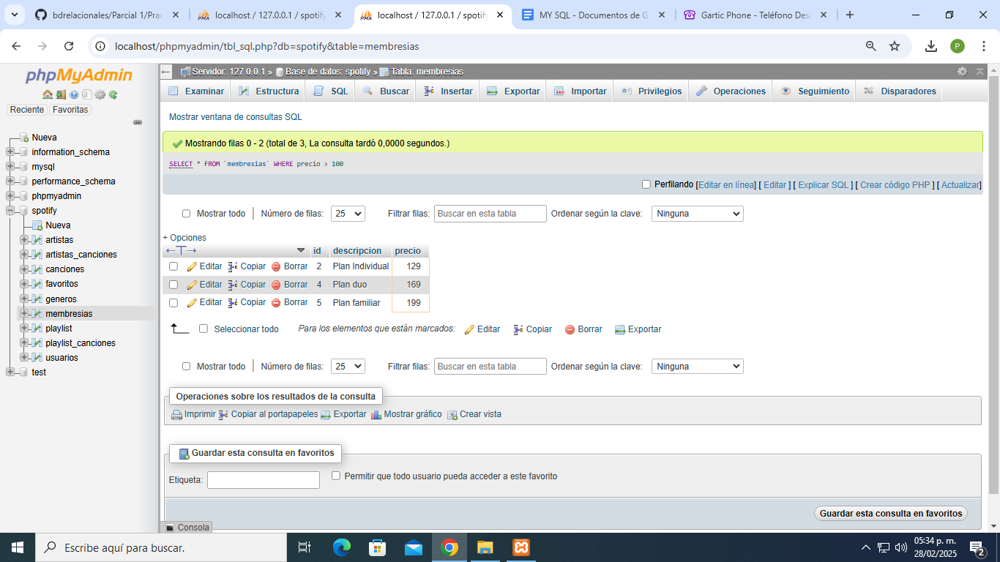 bdrelacionales/Parcial 1/Prac
localhost / 127.0.0.1 / spotify
localhost / 127.0.0.1 / spotify
MY SQL - Documentos de G
Gartic Phone - Teléfono Des
localhost/phpmyadmin/tbl_sql.php?db=spotify&table=membresias
P
phpMyAdmin
Reciente Favoritas
Nueva
information_schema
mysql
performance_schema
phpmyadmin
spotify
Nueva
artistas
artistas_canciones
canciones
favoritos
generos
membresias
playlist
playlist_canciones
usuarios
test
Servidor: 127.0.0.1 » Base de datos: spotify » Tabla: membresias
Examinar Estructura SQL Buscar Insertar Exportar Importar Privilegios Operaciones Seguimiento Disparadores
Mostrar ventana de consultas SQL
Mostrando filas 0 - 2 (total de 3, La consulta tardó 0,0000 segundos.)
SELECT * FROM `membresias` WHERE precio > 100
Perfilando [Editar en línea] [ Editar ] [ Explicar SQL ] [ Crear código PHP ] [ Actualizar]
Mostrar todo | Número de filas: 25 Filtrar filas: Buscar en esta tabla Ordenar según la clave: Ninguna
+ Opciones
←T→ id descripcion precio
Editar Copiar Borrar 2 Plan Individual 129
Editar Copiar Borrar 4 Plan duo 169
Editar Copiar Borrar 5 Plan familiar 199
Seleccionar todo Para los elementos que están marcados: Editar Copiar Borrar Exportar
Mostrar todo | Número de filas: 25 Filtrar filas: Buscar en esta tabla Ordenar según la clave: Ninguna
Operaciones sobre los resultados de la consulta
Imprimir Copiar al portapapeles Exportar Mostrar gráfico Crear vista
Guardar esta consulta en favoritos
Etiqueta: Permitir que todo usuario pueda acceder a este favorito
Guardar esta consulta en favoritos
Consola
Escribe aquí para buscar.
05:34 p. m.
28/02/2025
2